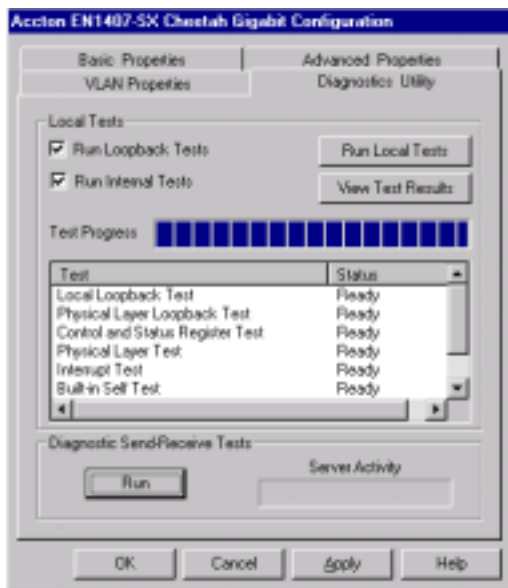 Accton EN1407-SX Cheetah Gigabit Configuration
Basic Properties Advanced Properties
VLAN Properties Diagnostics Utility
Local Tests
Run Loopback Tests Run Local Tests
Run Internal Tests View Test Results
Test Progress
Test Status
Local Loopback Test Ready
Physical Layer Loopback Test Ready
Control and Status Register Test Ready
Physical Layer Test Ready
Interrupt Test Ready
Built-in Self Test Ready
Diagnostic Send-Receive Tests
Run Server Activity
OK Cancel Apply Help